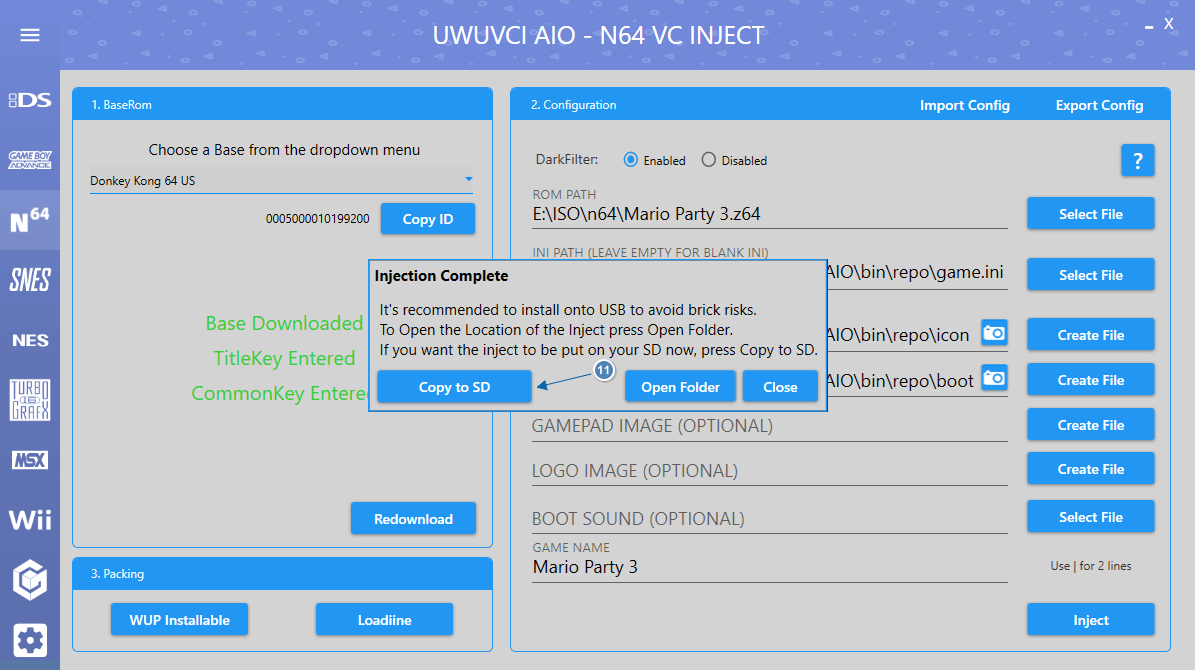 UWUVCI AIO - N64 VC INJECT
X
DS
GAME BOY
ADVANCE
N64
SNES
NES
TURBO
16
GRAFX
MSX
Wii
1. BaseRom
Choose a Base from the dropdown menu
Donkey Kong 64 US
0005000010199200
Copy ID
Base Downloaded
TitleKey Entered
CommonKey Entere
Redownload
3. Packing
WUP Installable
Loadiine
2. Configuration
Import Config
Export Config
DarkFilter:
Enabled
Disabled
?
ROM PATH
E:\ISO\n64\Mario Party 3.z64
Select File
INI PATH (LEAVE EMPTY FOR BLANK INI)
AIO\bin\repo\game.ini
Select File
AIO\bin\repo\icon
Create File
AIO\bin\repo\boot
Create File
GAMEPAD IMAGE (OPTIONAL)
Create File
LOGO IMAGE (OPTIONAL)
Create File
BOOT SOUND (OPTIONAL)
Select File
GAME NAME
Mario Party 3
Use | for 2 lines
Inject
Injection Complete
It's recommended to install onto USB to avoid brick risks.
To Open the Location of the Inject press Open Folder.
If you want the inject to be put on your SD now, press Copy to SD.
11
Copy to SD
Open Folder
Close